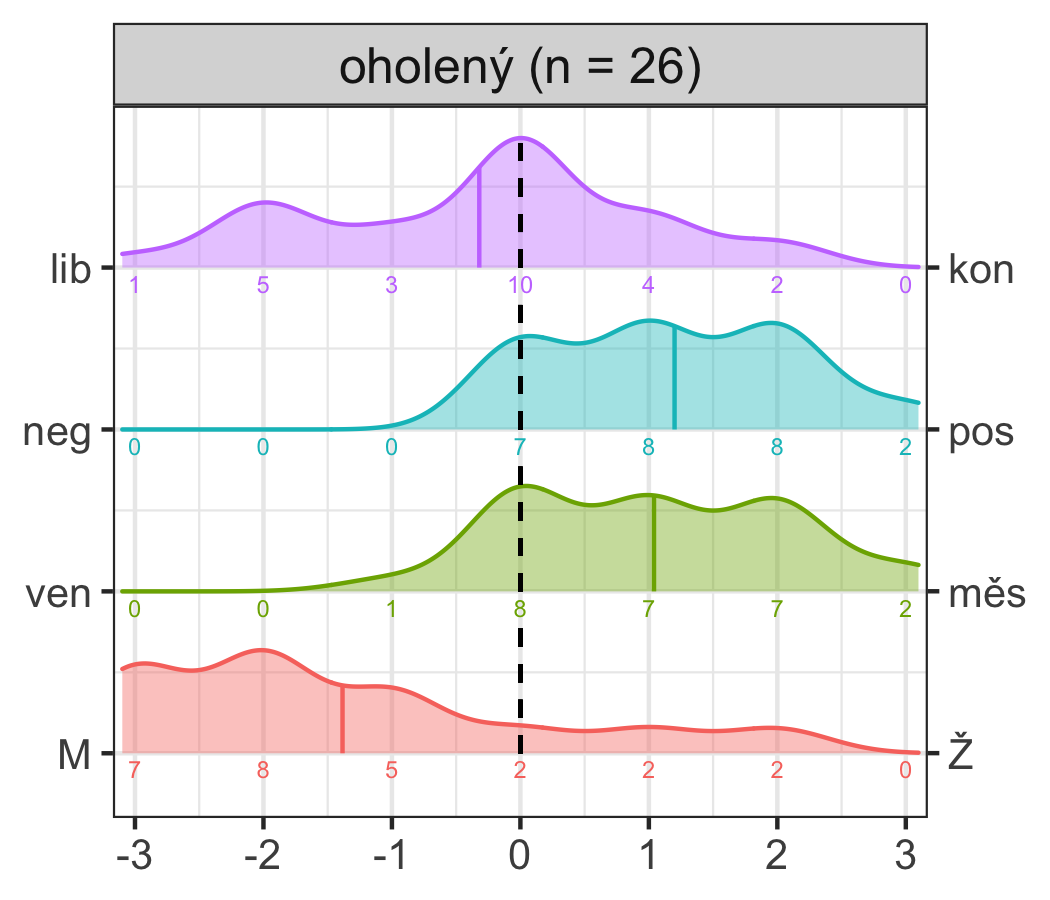 oholený (n = 26)
lib kon
1 5 3 10 4 2 0
neg pos
0 0 0 7 8 8 2
ven měs
0 0 1 8 7 7 2
M Ž
7 8 5 2 2 2 0
-3 -2 -1 0 1 2 3